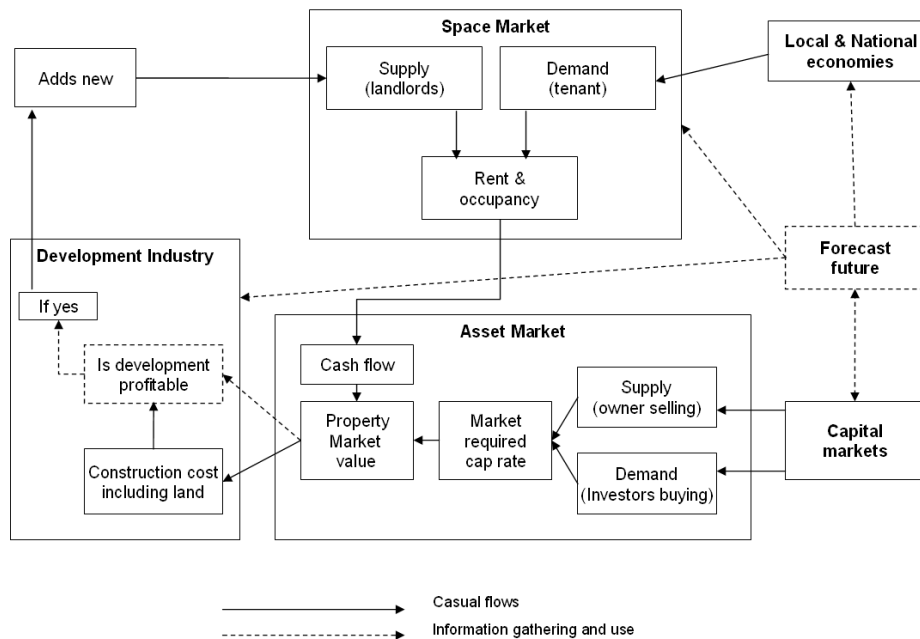 Space Market
Local & National
economies
Adds new
Supply
(landlords)
Demand
(tenant)
Rent &
occupancy
Development Industry
Forecast
future
If yes
Asset Market
Is development
profitable
Cash flow
Supply
(owner selling)
Property
Market
value
Market
required
cap rate
Capital
markets
Construction cost
including land
Demand
(Investors buying)
Casual flows
Information gathering and use